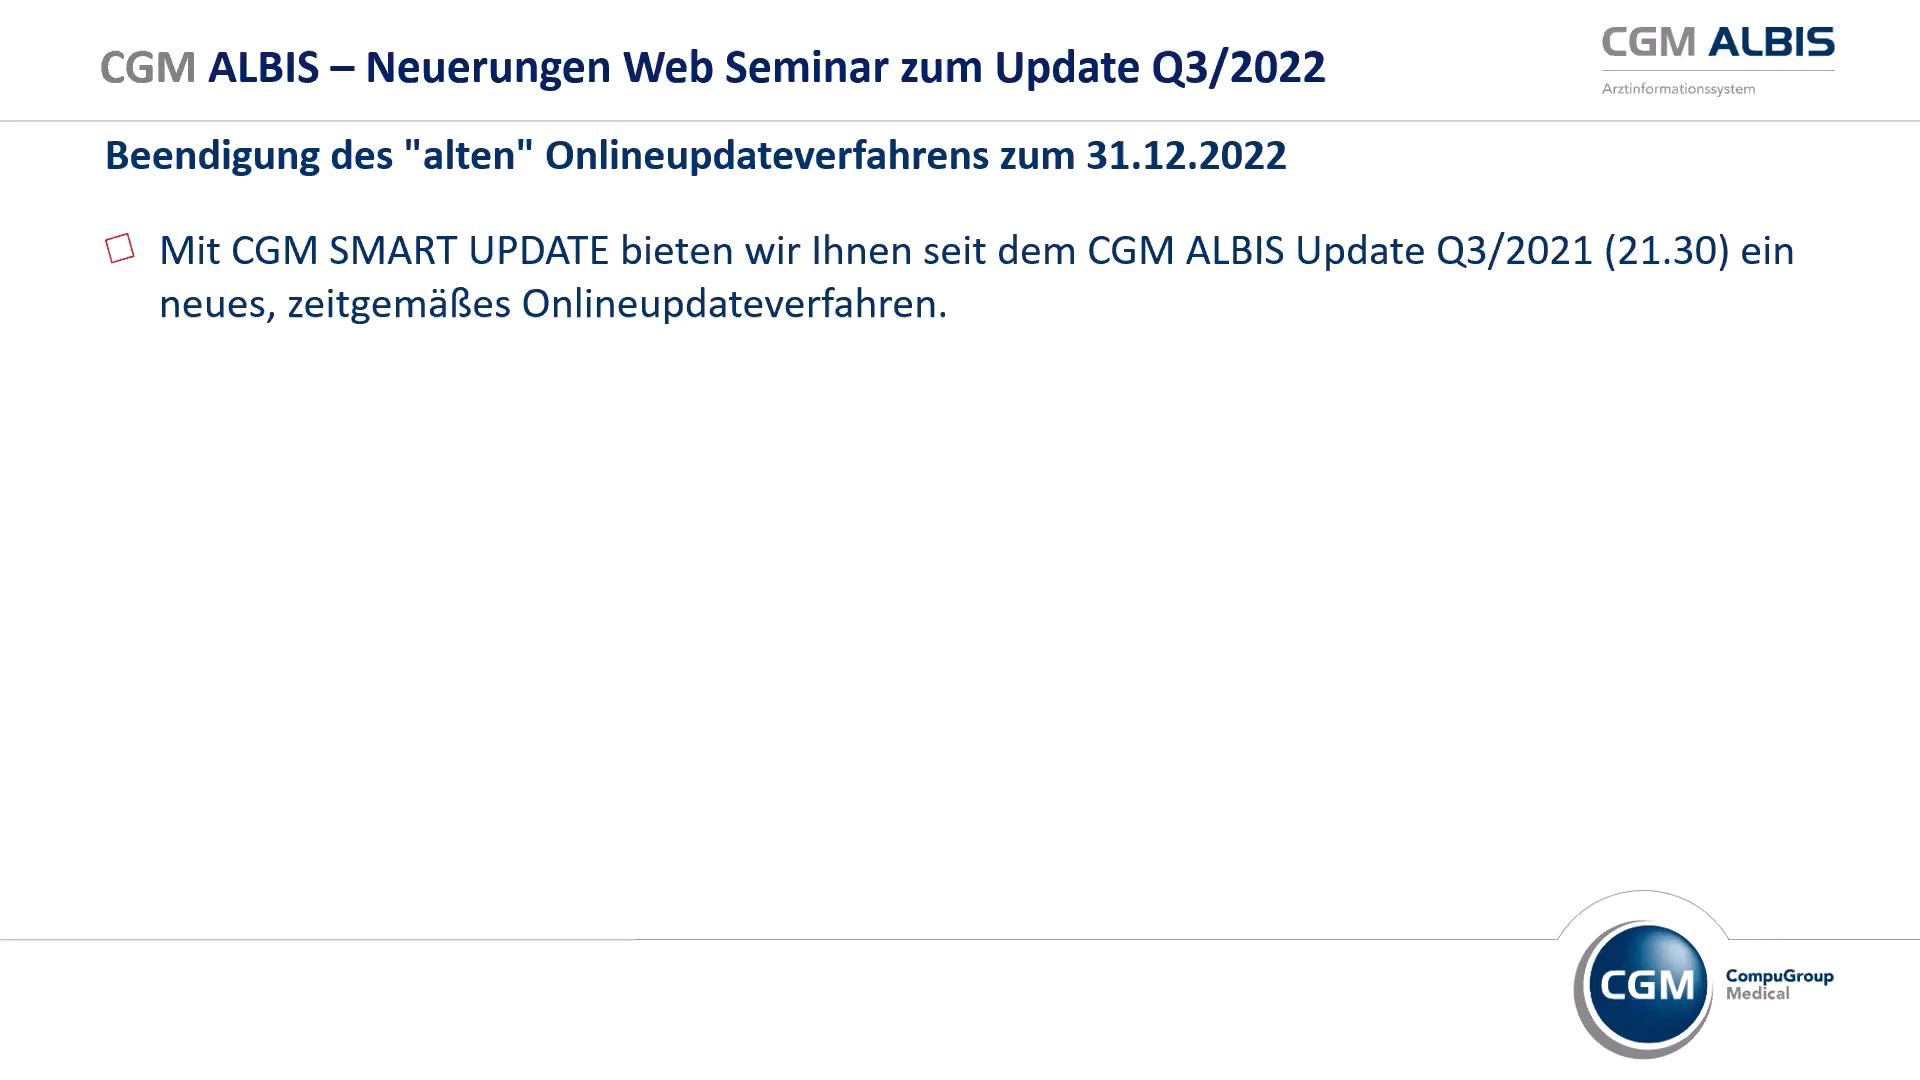 CGM ALBIS – Neuerungen Web Seminar zum Update Q3/2022
CGM ALBIS
Arztinformationssystem
Beendigung des "alten" Onlineupdateverfahrens zum 31.12.2022
Mit CGM SMART UPDATE bieten wir Ihnen seit dem CGM ALBIS Update Q3/2021 (21.30) ein
neues, zeitgemäßes Onlineupdateverfahren.
CGM
CompuGroup
Medical